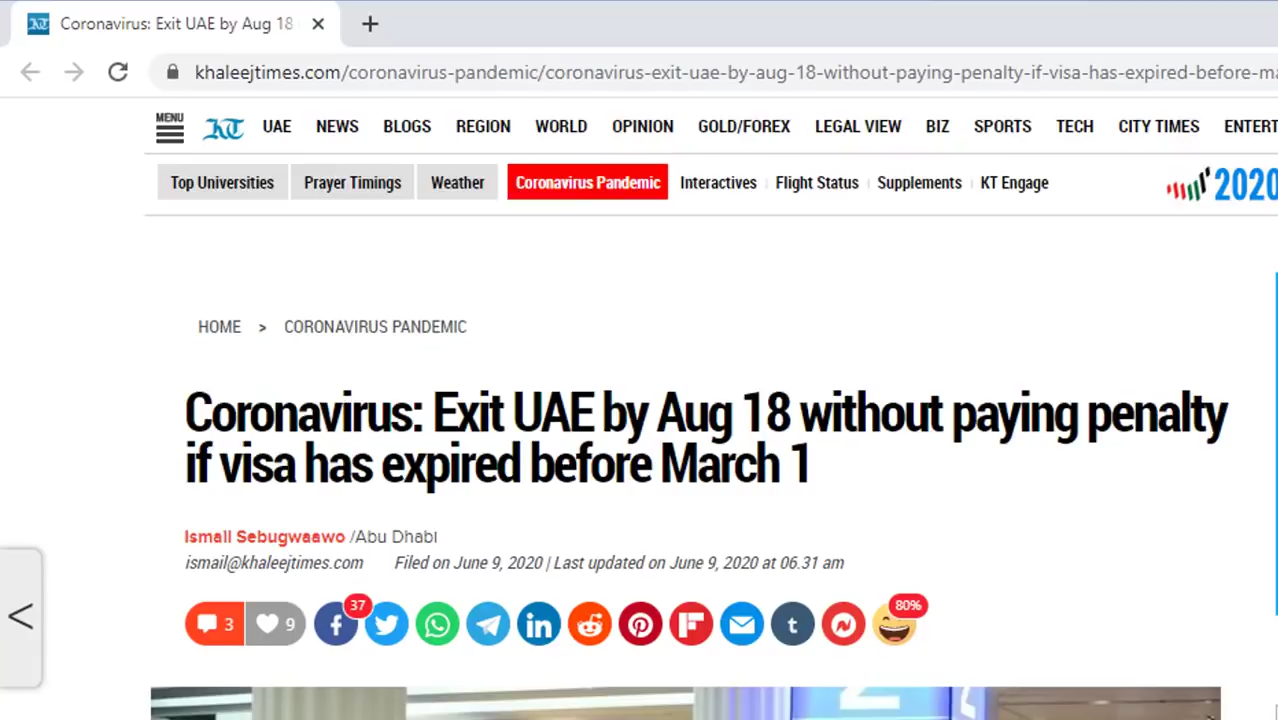 Coronavirus: Exit UAE by Aug 18
khaleejtimes.com/coronavirus-pandemic/coronavirus-exit-uae-by-aug-18-without-paying-penalty-if-visa-has-expired-before-ma
MENU KT UAE NEWS BLOGS REGION WORLD OPINION GOLD/FOREX LEGAL VIEW BIZ SPORTS TECH CITY TIMES ENTERT
Top Universities Prayer Timings Weather Coronavirus Pandemic Interactives Flight Status Supplements KT Engage 2020
HOME > CORONAVIRUS PANDEMIC
Coronavirus: Exit UAE by Aug 18 without paying penalty
if visa has expired before March 1
Ismail Sebugwaawo /Abu Dhabi
ismail@khaleejtimes.com Filed on June 9, 2020 | Last updated on June 9, 2020 at 06.31 am
3 9 37 80%
2